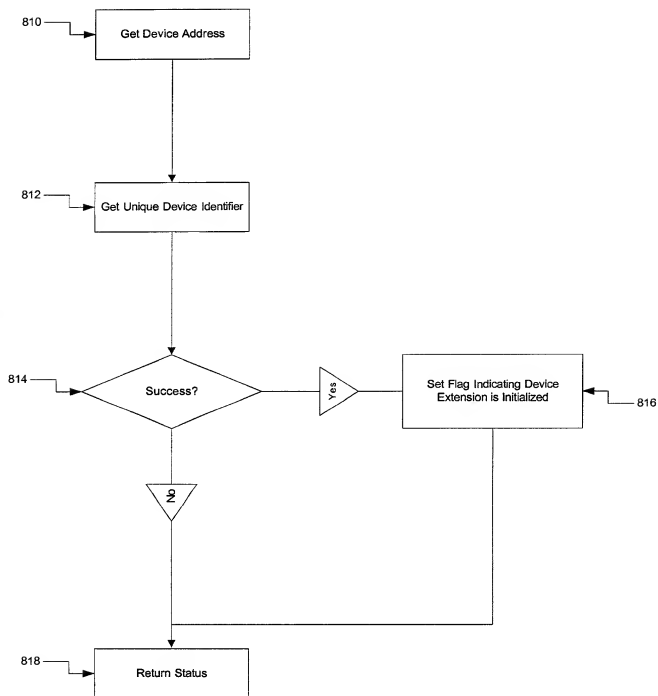 810
Get Device Address
812
Get Unique Device Identifier
814
Success?
Yes
Set Flag Indicating Device
Extension is Initialized
816
No
818
Return Status